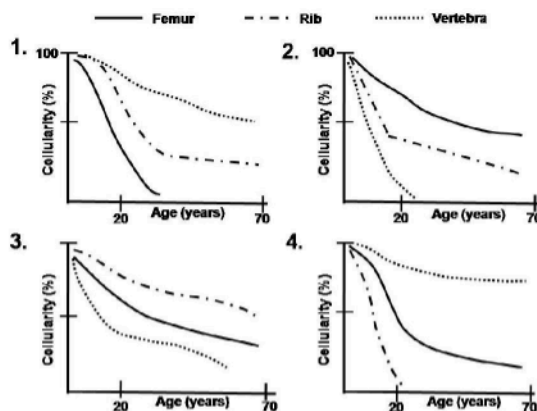 Femur Rib Vertebra
1.
100
Cellularity (%)
20
Age (years)
70
2.
100
Cellularity (%)
20
Age (years)
70
3.
Cellularity (%)
20
Age (years)
70
4.
Cellularity (%)
20
Age (years)
70